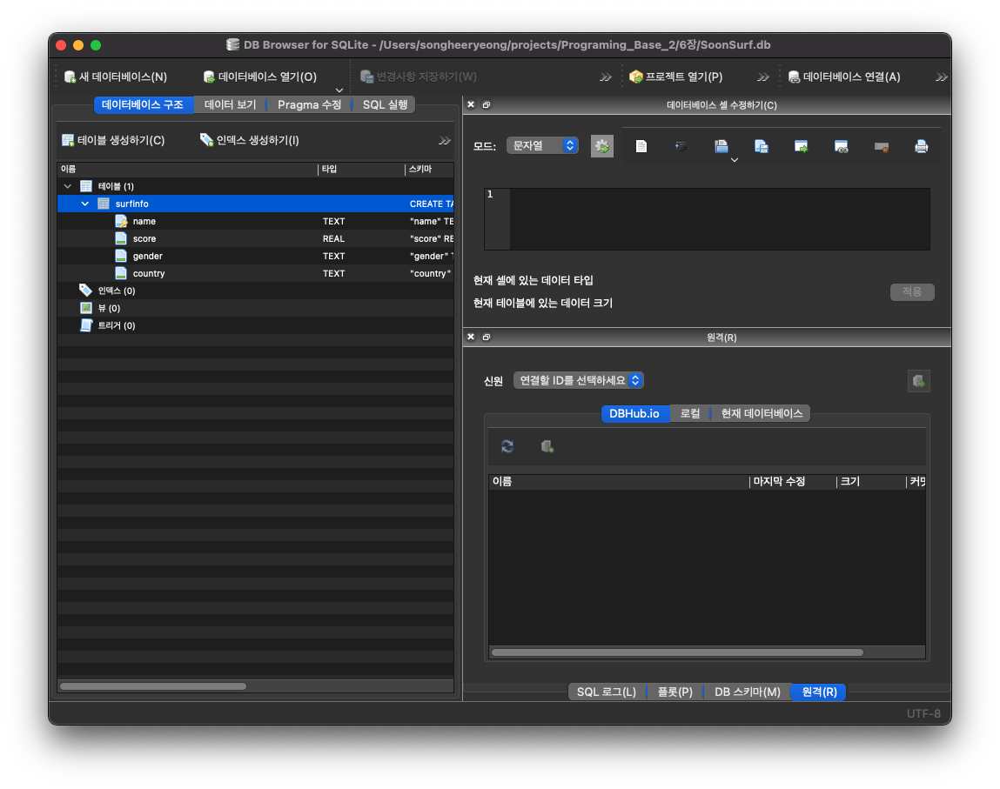 DB Browser for SQLite - /Users/songheeryeong/projects/Programing_Base_2/6장/SoonSurf.db
새 데이터베이스(N) 데이터베이스 열기(O) 변경사항 저장하기(W) 프로젝트 열기(P) 데이터베이스 연결(A)
데이터베이스 구조 데이터 보기 Pragma 수정 SQL 실행
테이블 생성하기(C) 인덱스 생성하기(I)
이름 타입 스키마
테이블 (1)
surfinfo CREATE TA
name TEXT "name" TE
score REAL "score" RE
gender TEXT "gender" T
country TEXT "country"
인덱스 (0)
뷰 (0)
트리거 (0)
데이터베이스 셀 수정하기(C)
모드: 문자열
1
현재 셀에 있는 데이터 타입
현재 테이블에 있는 데이터 크기
적용
원격(R)
신원 연결할 ID를 선택하세요
DBHub.io 로컬 현재 데이터베이스
이름 마지막 수정 크기 커밋
SQL 로그(L) 플롯(P) DB 스키마(M) 원격(R)
UTF-8